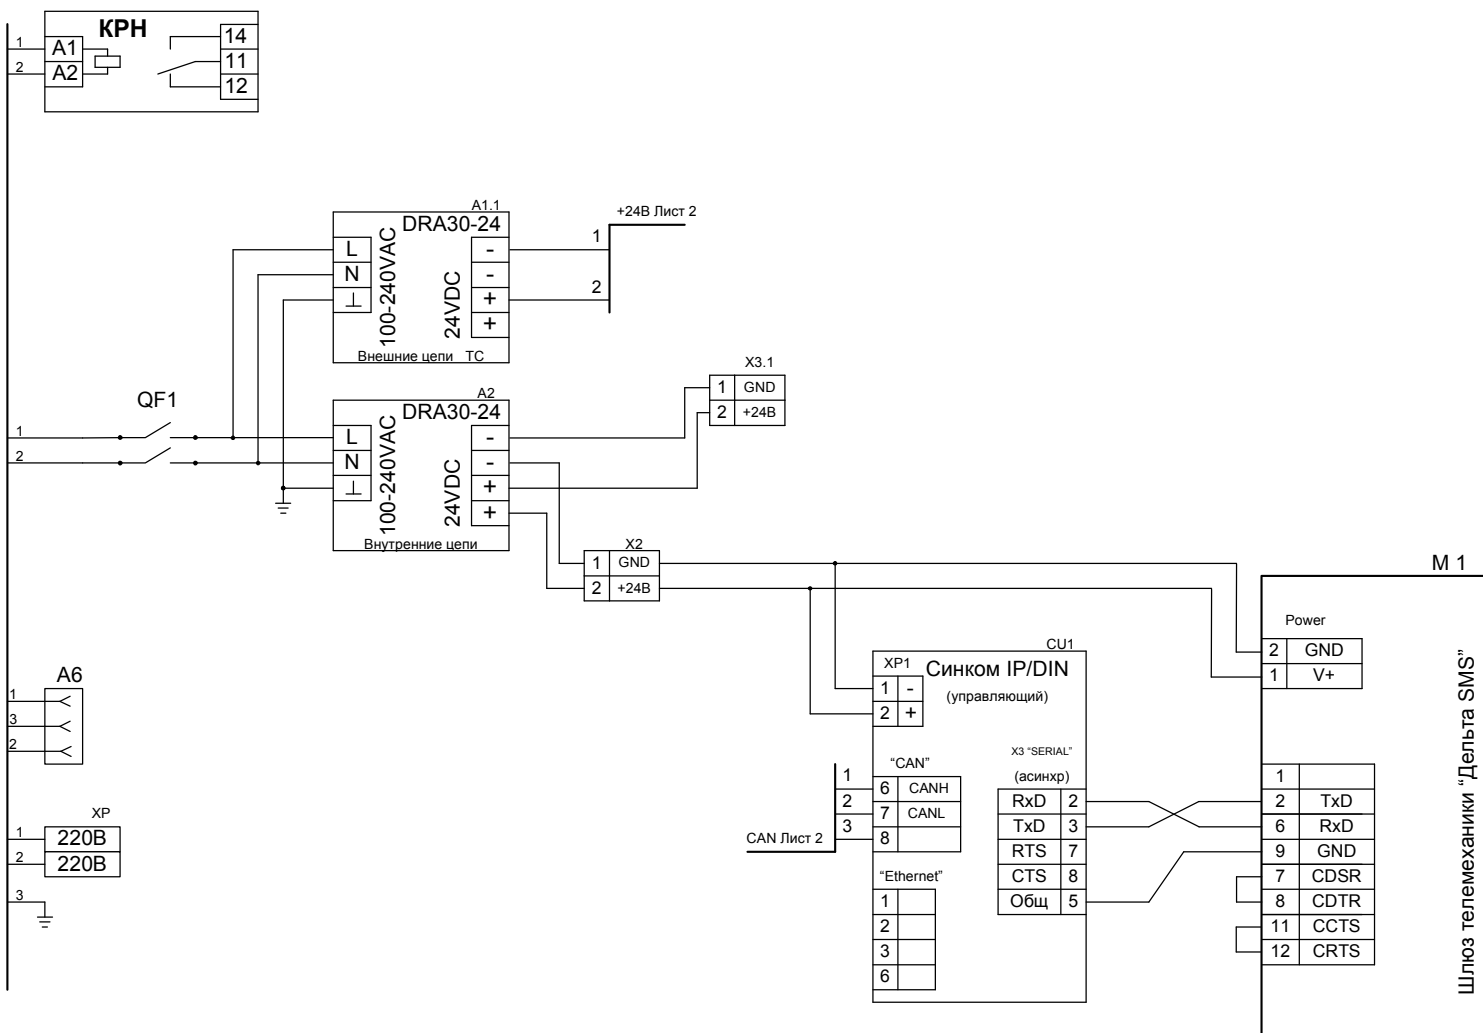 КРН
1 A1 14
2 A2 11
12
A1.1
DRA30-24
+24В Лист 2
L - 1
N -
⊥ + 2
+
100-240VAC
24VDC
Внешние цепи ТС
QF1
A2
DRA30-24
1 L -
2 N -
⊥ +
+
100-240VAC
24VDC
Внутренние цепи
X3.1
1 GND
2 +24В
X2
1 GND
2 +24В
М 1
Power
2 GND
1 V+
Шлюз телемеханики “Дельта SMS”
CU1
XP1 Синком IP/DIN
1 - (управляющий)
2 +
A6
1
3
2
X3 “SERIAL”
(асинхр)
“CAN”
1 6 CANH
2 7 CANL
3 8
CAN Лист 2
RxD 2
TxD 3
RTS 7
CTS 8
Общ 5
“Ethernet”
1
2
3
6
1
2 TxD
6 RxD
9 GND
7 CDSR
8 CDTR
11 CCTS
12 CRTS
XP
1 220В
2 220В
3